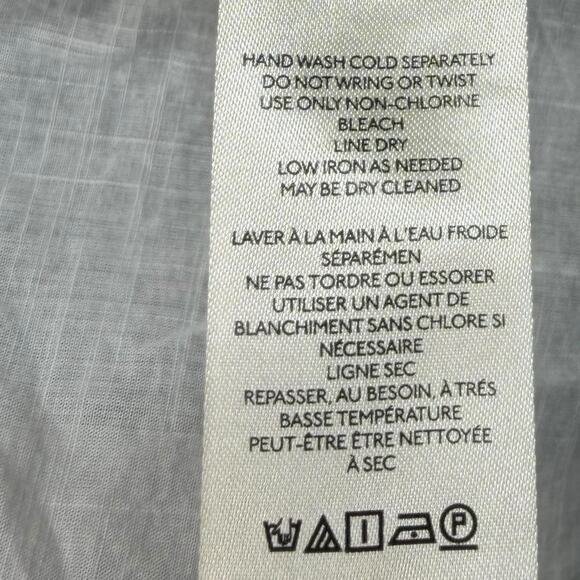 HAND WASH COLD SEPARATELY
DO NOT WRING OR TWIST
USE ONLY NON-CHLORINE
BLEACH
LINE DRY
LOW IRON AS NEEDED
MAY BE DRY CLEANED
LAVER À LA MAIN À L'EAU FROIDE
SÉPARÉMEN
NE PAS TORDRE OU ESSORER
UTILISER UN AGENT DE
BLANCHIMENT SANS CHLORE SI
NÉCESSAIRE
LIGNE SEC
REPASSER, AU BESOIN, À TRÉS
BASSE TEMPÉRATURE
PEUT-ÊTRE ÊTRE NETTOYÉE
À SEC
P